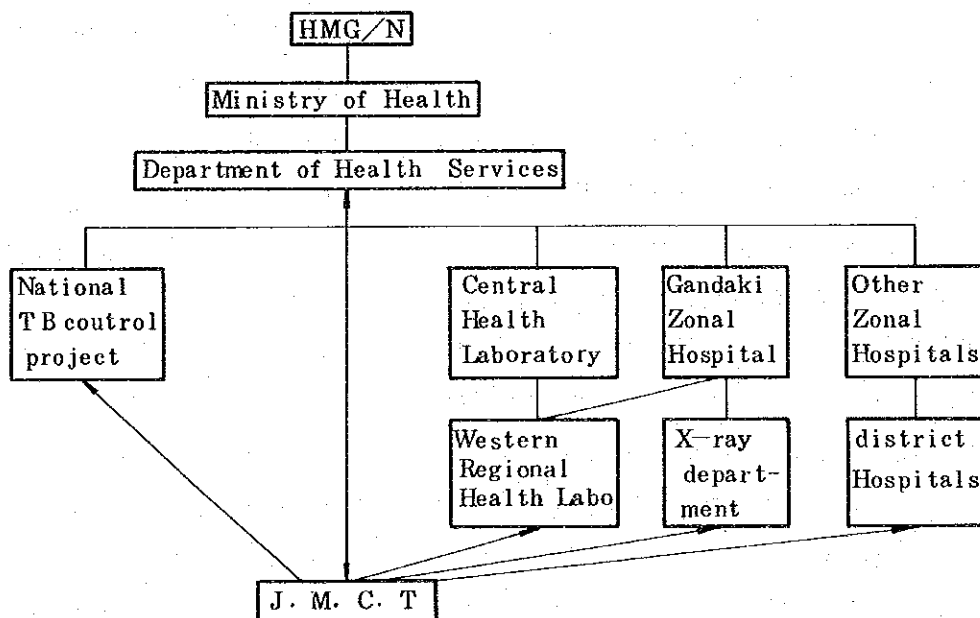 HMG/N
Ministry of Health
Department of Health Services
National
TB coutrol
project
Central
Health
Laboratory
Gandaki
Zonal
Hospital
Other
Zonal
Hospitals
Western
Regional
Health Labo
X-ray
depart-
ment
district
Hospitals
J. M. C. T